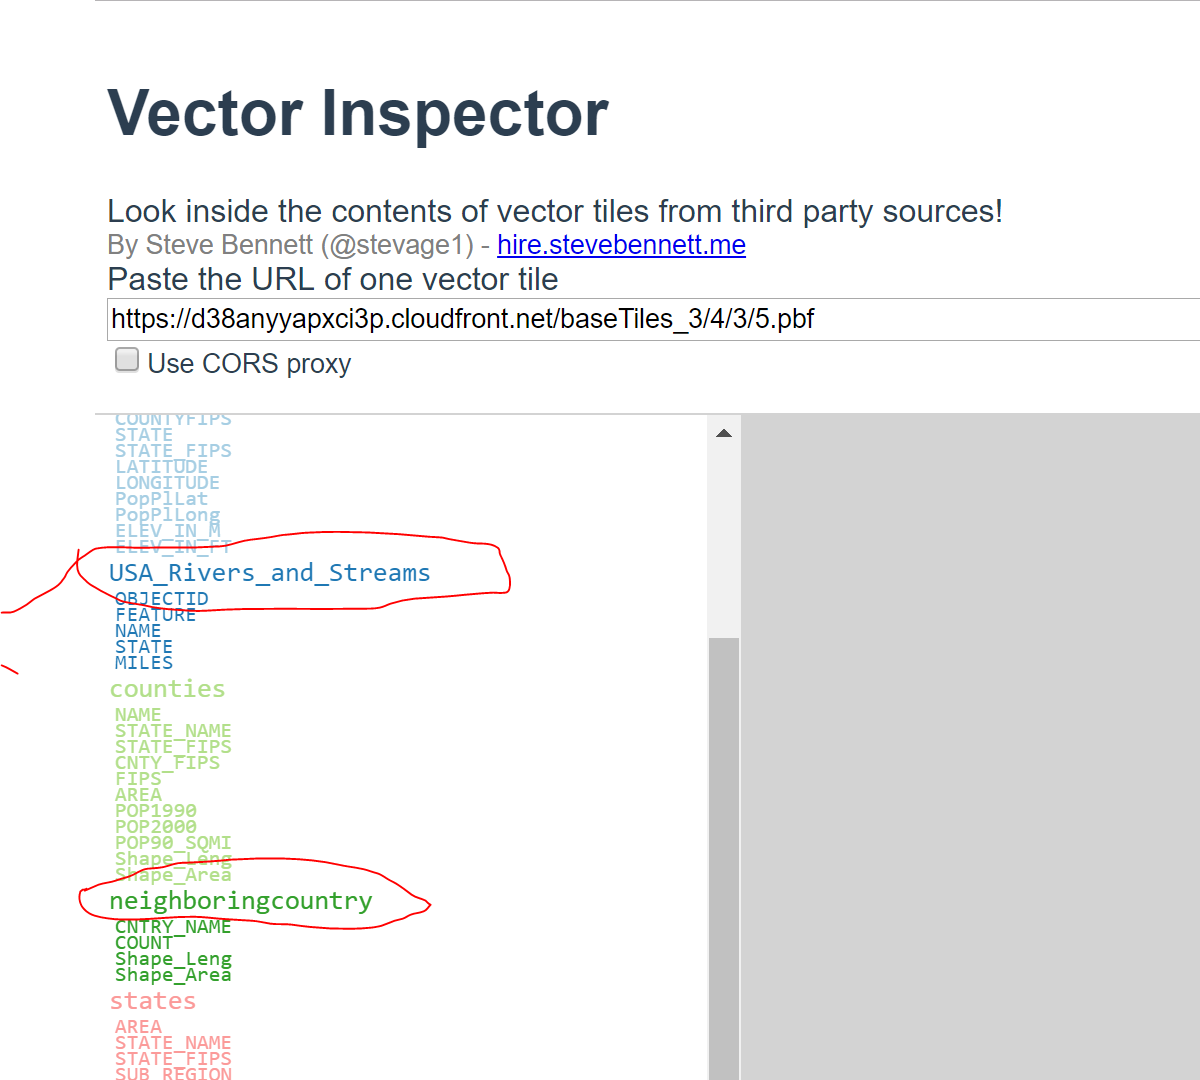 Vector Inspector
Look inside the contents of vector tiles from third party sources!
By Steve Bennett (@stevage1) - hire.stevebennett.me
Paste the URL of one vector tile
https://d38anyyapxci3p.cloudfront.net/baseTiles_3/4/3/5.pbf
Use CORS proxy
COUNTYFIPS
STATE
STATE_FIPS
LATITUDE
LONGITUDE
PopPlLat
PopPlLong
ELEV_IN_M
ELEV_IN_FT
USA_Rivers_and_Streams
OBJECTID
FEATURE
NAME
STATE
MILES
counties
NAME
STATE_NAME
STATE_FIPS
CNTY_FIPS
FIPS
AREA
POP1990
POP2000
POP90_SQMI
Shape_Leng
Shape_Area
neighboringcountry
CNTRY_NAME
COUNT
Shape_Leng
Shape_Area
states
AREA
STATE_NAME
STATE_FIPS
SUB_REGION